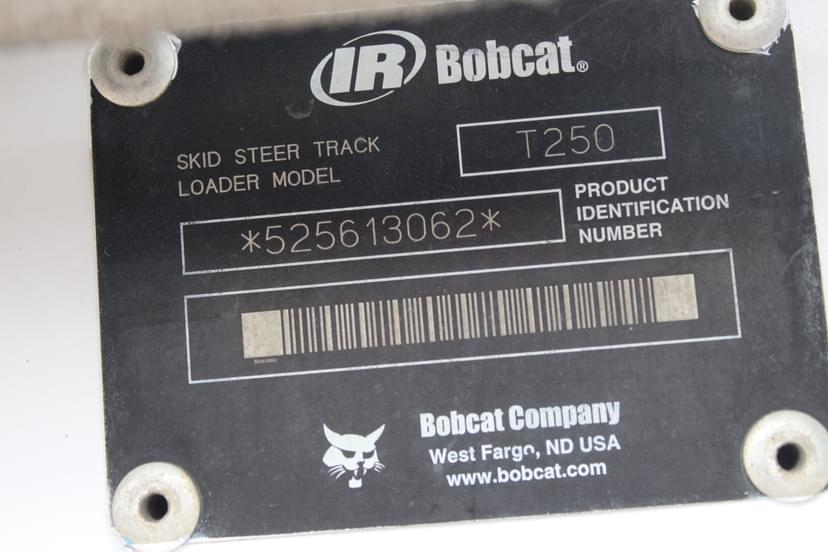 IR Bobcat®
SKID STEER TRACK
LOADER MODEL
T250
*525613062*
PRODUCT
IDENTIFICATION
NUMBER
Bobcat Company
West Fargo, ND USA
www.bobcat.com